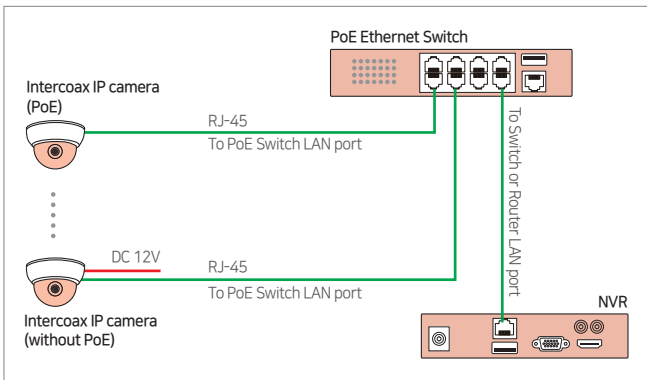 PoE Ethernet Switch
Intercoax IP camera
(PoE)
RJ-45
To PoE Switch LAN port
To Switch or Router LAN port
DC 12V
RJ-45
To PoE Switch LAN port
Intercoax IP camera
(without PoE)
NVR